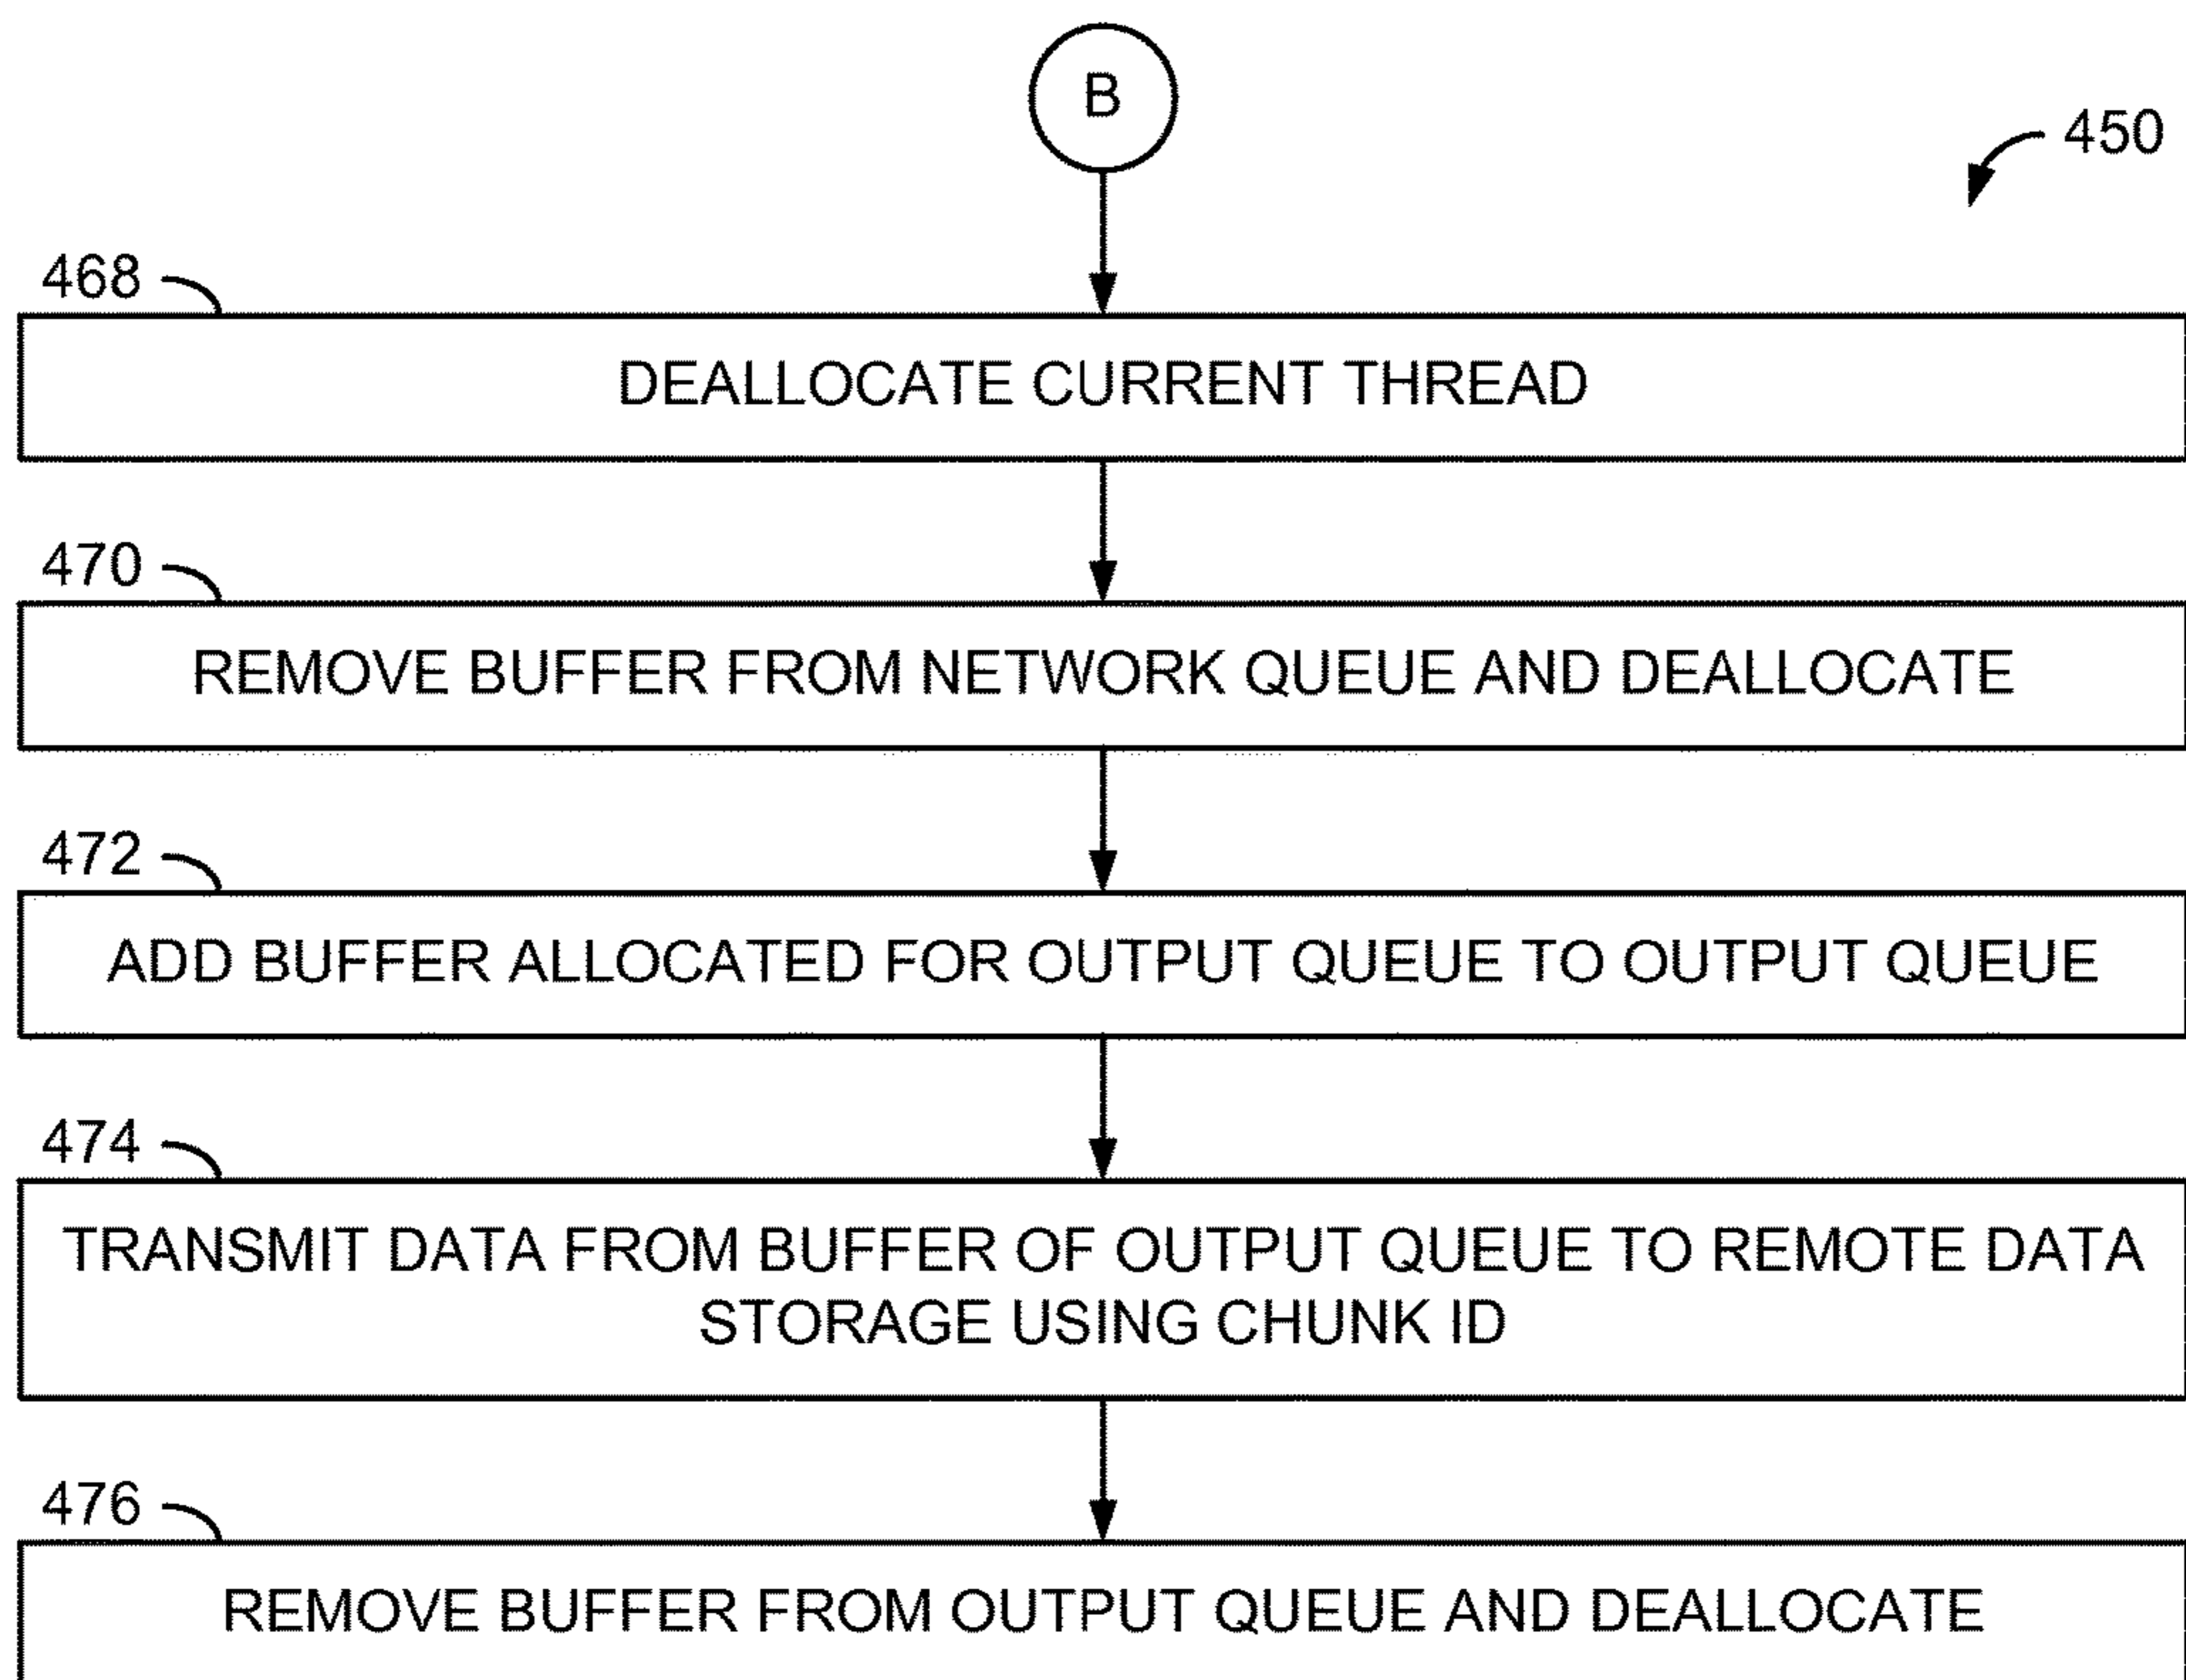 B
450
468
DEALLOCATE CURRENT THREAD
470
REMOVE BUFFER FROM NETWORK QUEUE AND DEALLOCATE
472
ADD BUFFER ALLOCATED FOR OUTPUT QUEUE TO OUTPUT QUEUE
474
TRANSMIT DATA FROM BUFFER OF OUTPUT QUEUE TO REMOTE DATA
STORAGE USING CHUNK ID
476
REMOVE BUFFER FROM OUTPUT QUEUE AND DEALLOCATE